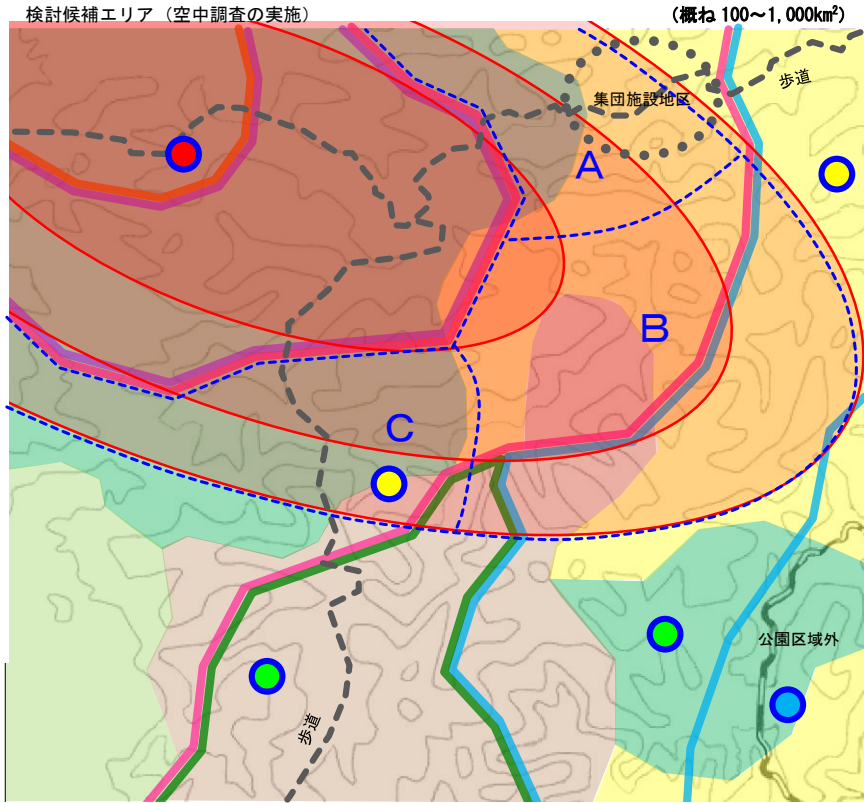 検討候補エリア（空中調査の実施）
（概ね 100～1,000km²）
歩道
集団施設地区
A
B
C
公園区域外
歩道